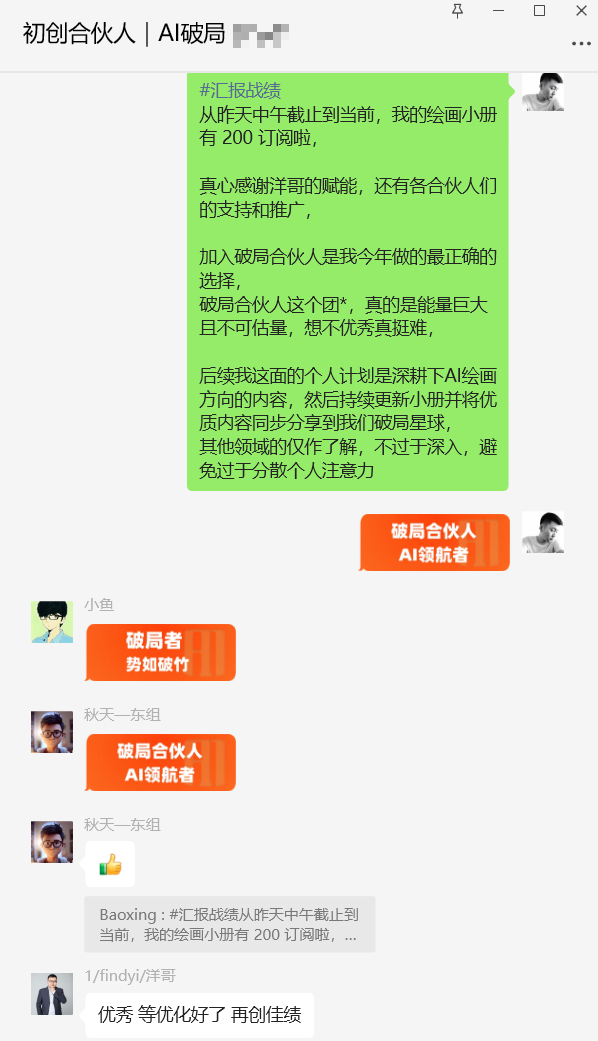 初创合伙人｜AI破局
#汇报战绩
从昨天中午截止到当前，我的绘画小册
有 200 订阅啦，
真心感谢洋哥的赋能，还有各合伙人们
的支持和推广，
加入破局合伙人是我今年做的最正确的
选择，
破局合伙人这个团*，真的是能量巨大
且不可估量，想不优秀真挺难，
后续我这面的个人计划是深耕下AI绘画
方向的内容，然后持续更新小册并将优
质内容同步分享到我们破局星球，
其他领域的仅作了解，不过于深入，避
免过于分散个人注意力
破局合伙人
AI领航者
小鱼
破局者
势如破竹
秋天—东组
破局合伙人
AI领航者
秋天—东组
Baoxing : #汇报战绩从昨天中午截止到
当前，我的绘画小册有 200 订阅啦，...
1/findyi/洋哥
优秀 等优化好了 再创佳绩